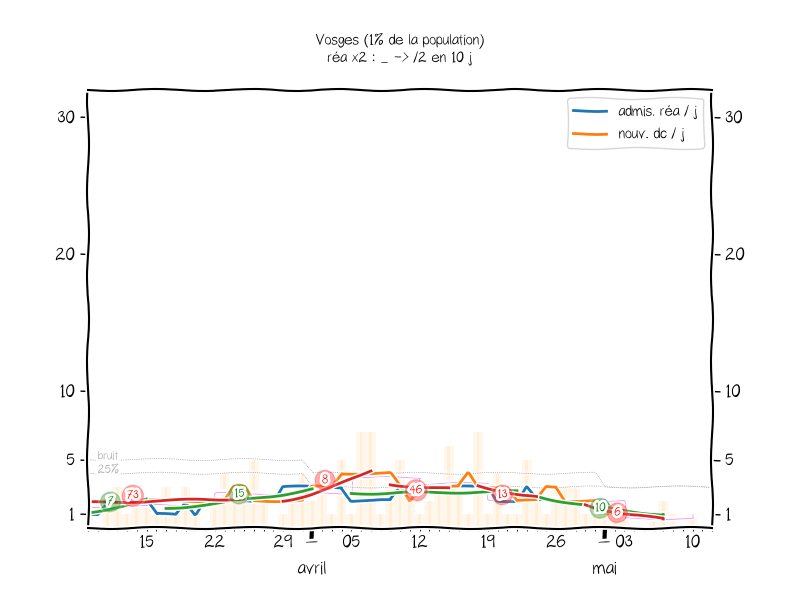 Vosges (1% de la population)
réa x2 : _ -> /2 en 10 j
30 30
admis. réa / j
nouv. dc / j
20 20
10 10
bruit
25%
5 5
7 73 15 8 46 13 10 6
1 1
15 22 29 05 12 19 26 03 10
avril mai